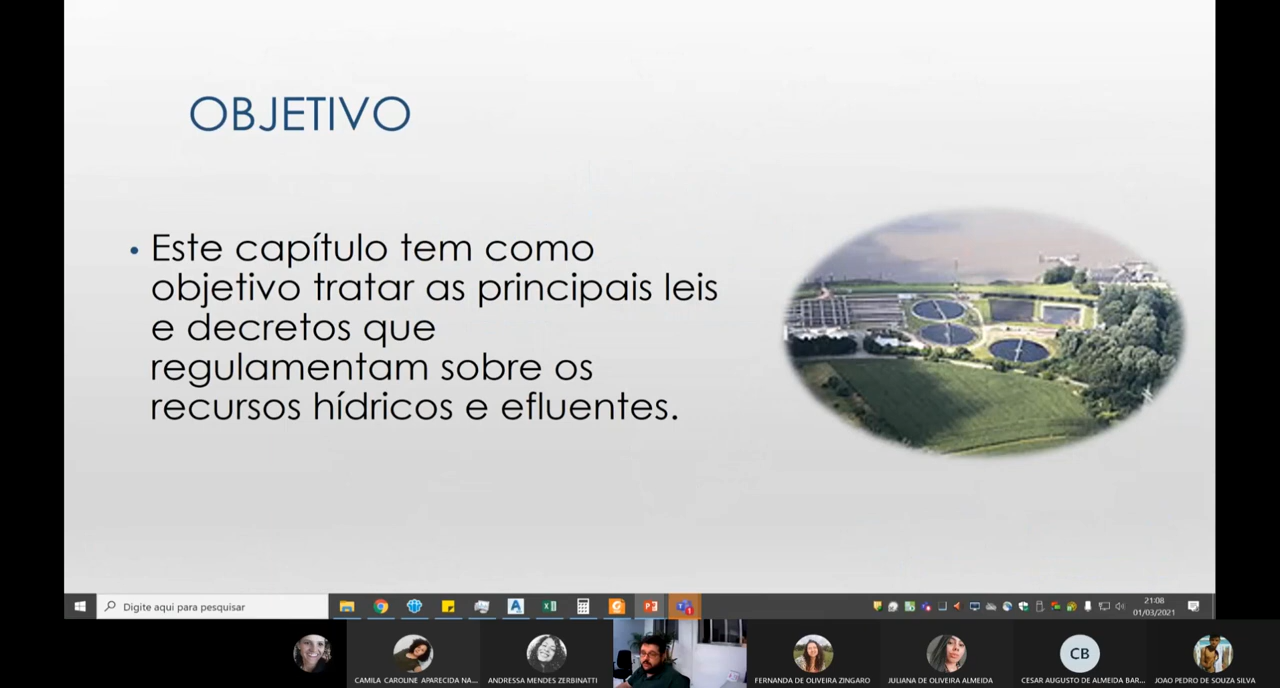 OBJETIVO
• Este capítulo tem como
objetivo tratar as principais leis
e decretos que
regulamentam sobre os
recursos hídricos e efluentes.
Digite aqui para pesquisar
21:08
01/03/2021
CB
CAMILA CAROLINE APARECIDA NA...
ANDRESSA MENDES ZERBINATTI
FERNANDA DE OLIVEIRA ZINGARO
JULIANA DE OLIVEIRA ALMEIDA
CESAR AUGUSTO DE ALMEIDA BAR...
JOAO PEDRO DE SOUZA SILVA